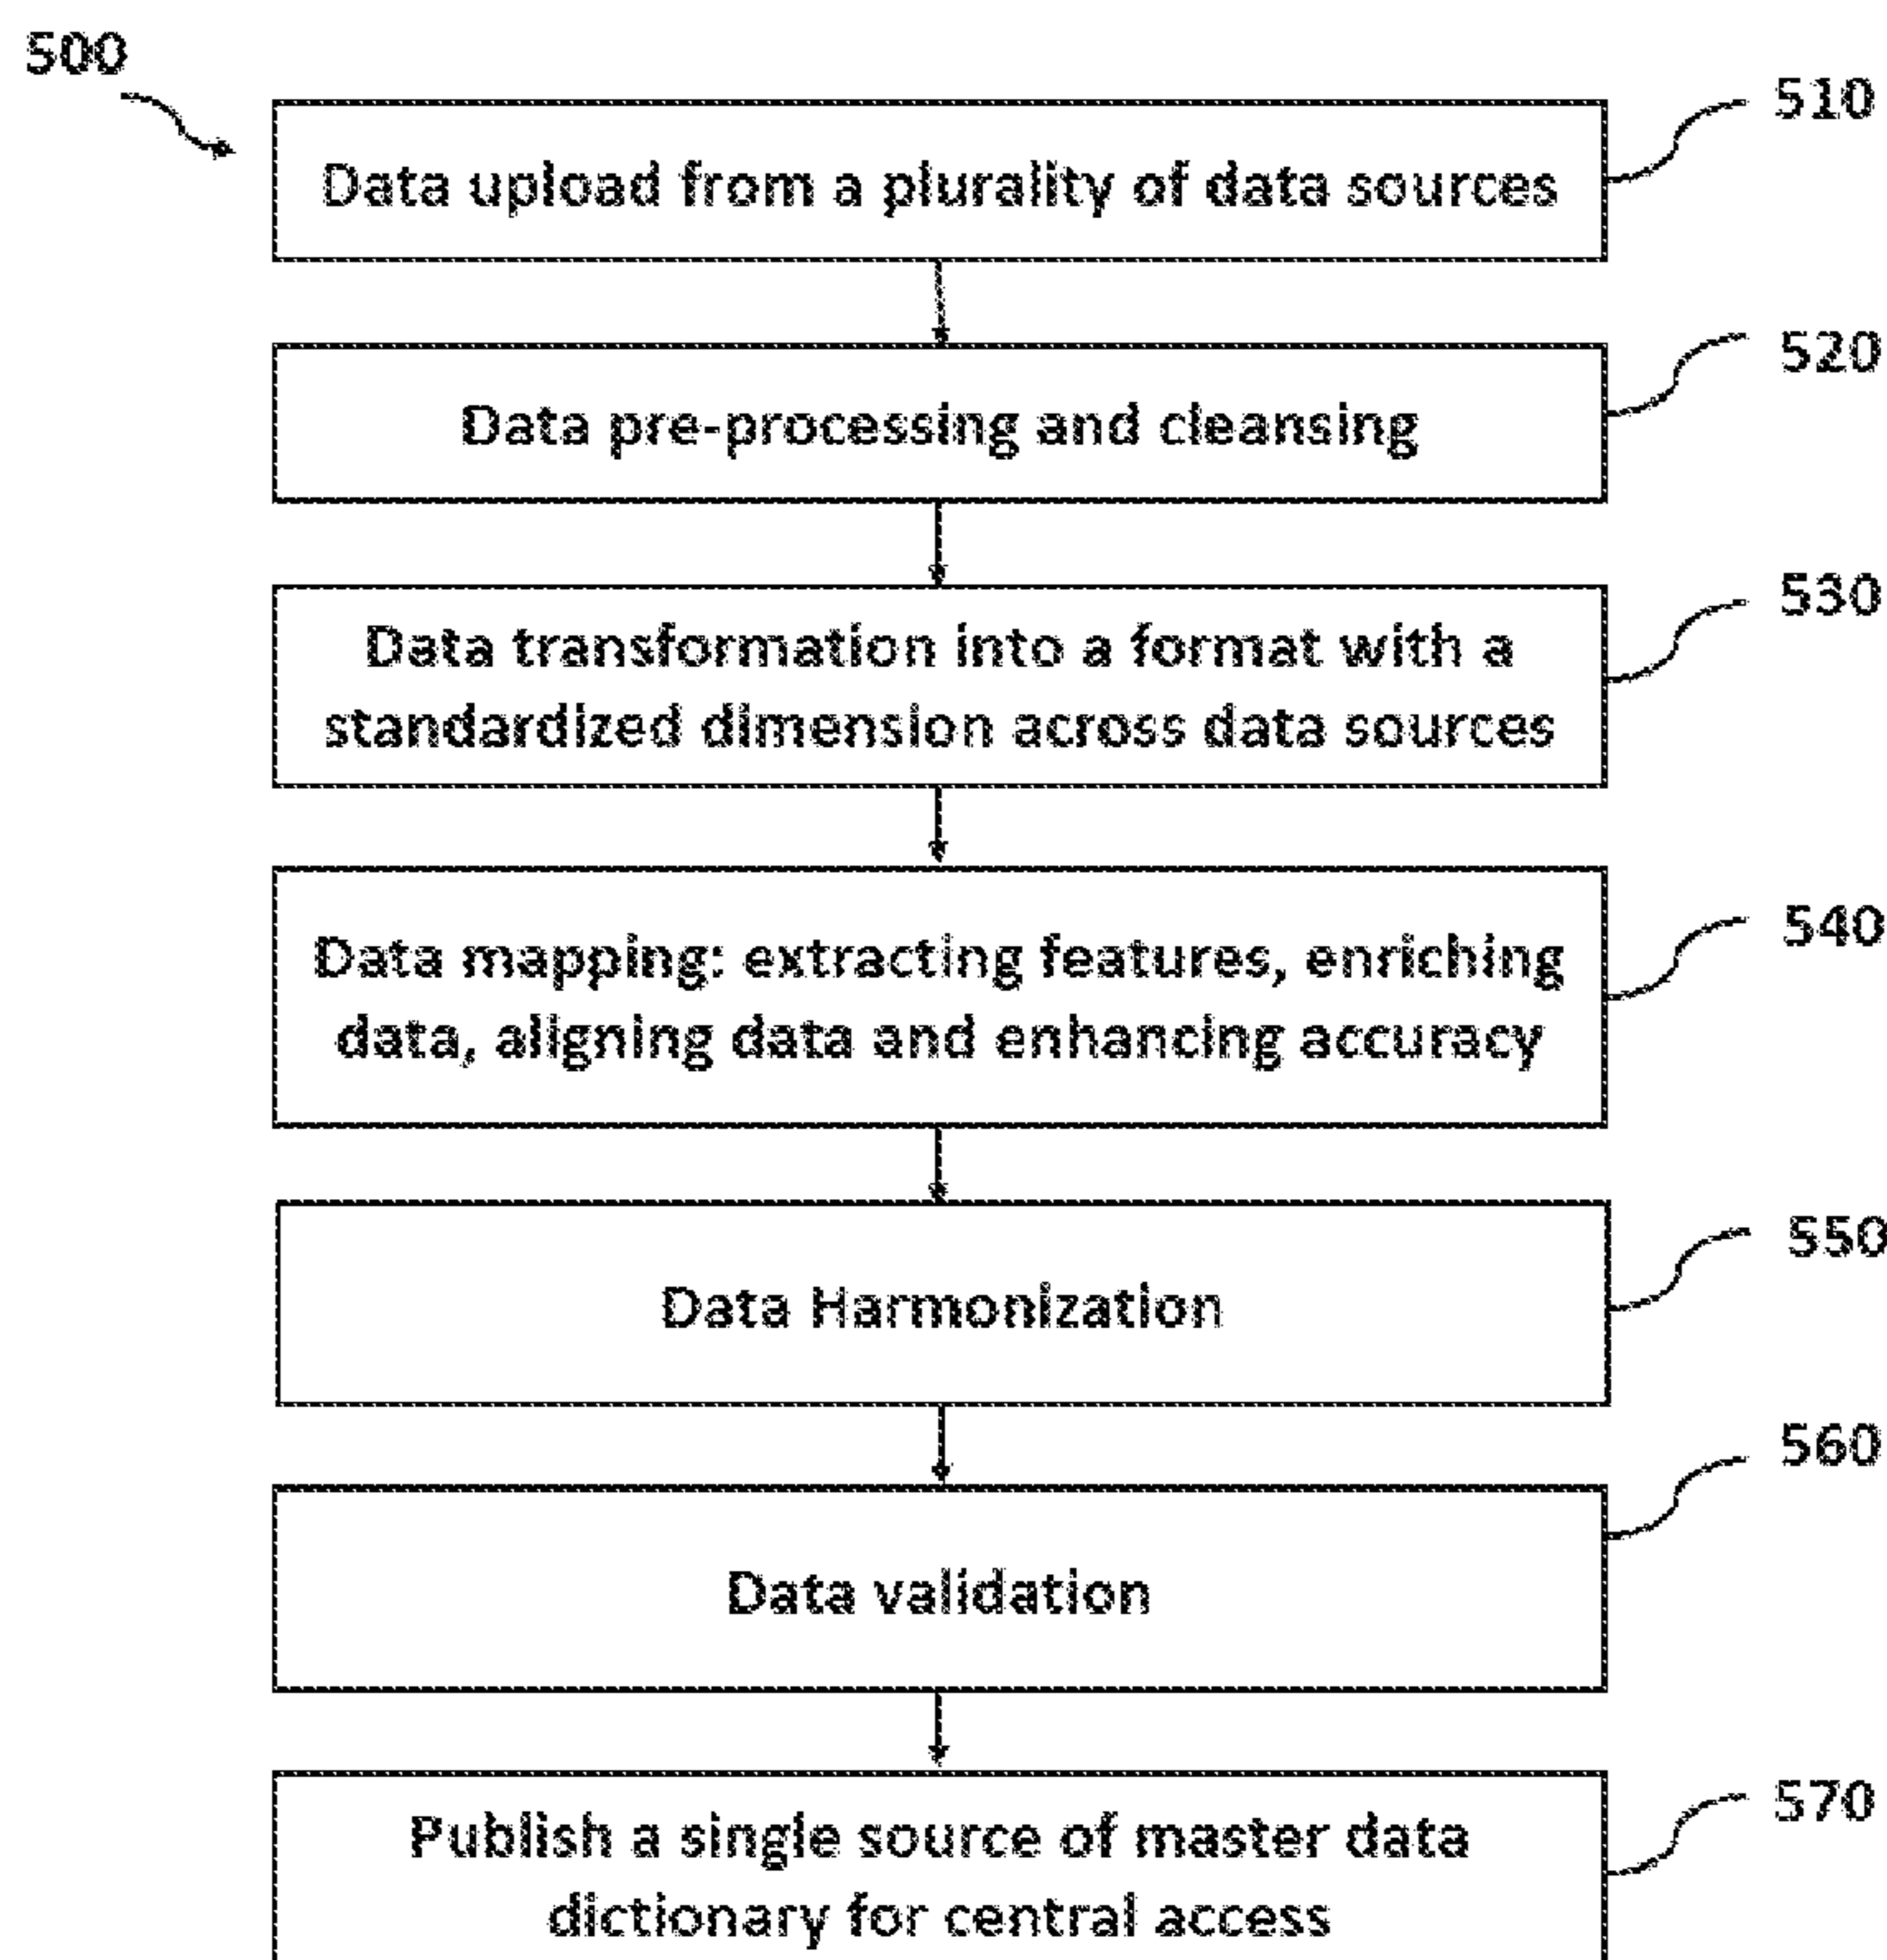 500
510
Data upload from a plurality of data sources
520
Data pre-processing and cleansing
530
Data transformation into a format with a
standardized dimension across data sources
540
Data mapping: extracting features, enriching
data, aligning data and enhancing accuracy
550
Data Harmonization
560
Data validation
570
Publish a single source of master data
dictionary for central access